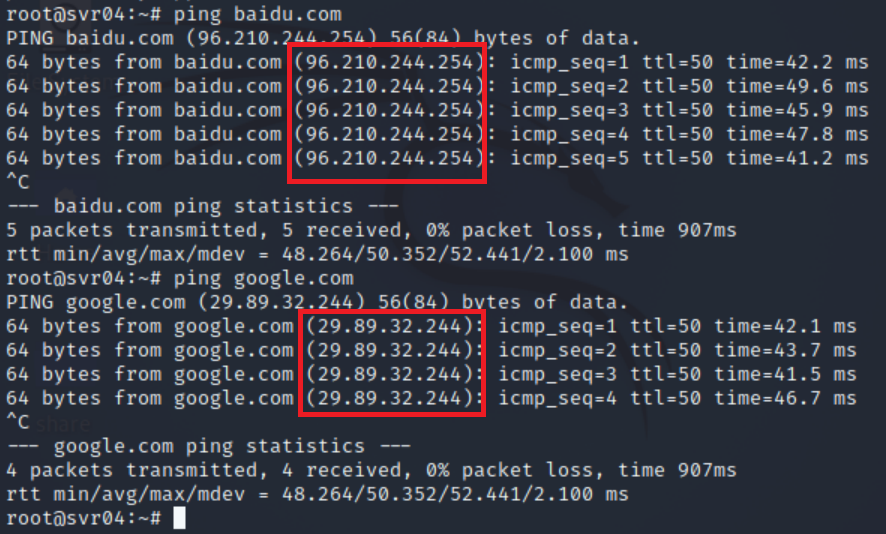 root@svr04:~# ping baidu.com
PING baidu.com (96.210.244.254) 56(84) bytes of data.
64 bytes from baidu.com (96.210.244.254): icmp_seq=1 ttl=50 time=42.2 ms
64 bytes from baidu.com (96.210.244.254): icmp_seq=2 ttl=50 time=49.6 ms
64 bytes from baidu.com (96.210.244.254): icmp_seq=3 ttl=50 time=45.9 ms
64 bytes from baidu.com (96.210.244.254): icmp_seq=4 ttl=50 time=47.8 ms
64 bytes from baidu.com (96.210.244.254): icmp_seq=5 ttl=50 time=41.2 ms
^C
--- baidu.com ping statistics ---
5 packets transmitted, 5 received, 0% packet loss, time 907ms
rtt min/avg/max/mdev = 48.264/50.352/52.441/2.100 ms
root@svr04:~# ping google.com
PING google.com (29.89.32.244) 56(84) bytes of data.
64 bytes from google.com (29.89.32.244): icmp_seq=1 ttl=50 time=42.1 ms
64 bytes from google.com (29.89.32.244): icmp_seq=2 ttl=50 time=43.7 ms
64 bytes from google.com (29.89.32.244): icmp_seq=3 ttl=50 time=41.5 ms
64 bytes from google.com (29.89.32.244): icmp_seq=4 ttl=50 time=46.7 ms
^C
share
--- google.com ping statistics ---
4 packets transmitted, 4 received, 0% packet loss, time 907ms
rtt min/avg/max/mdev = 48.264/50.352/52.441/2.100 ms
root@svr04:~#